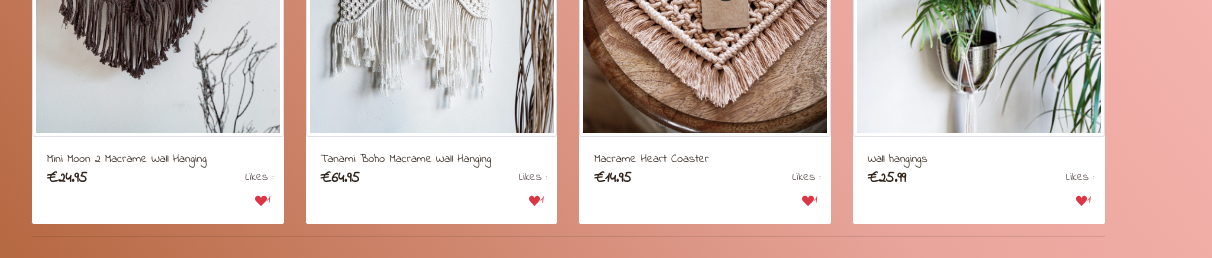 Mini Moon 2 Macrame Wall Hanging
€24.95
Likes :
1
Tanami Boho Macrame Wall Hanging
€64.95
Likes :
1
Macrame Heart Coaster
€14.95
Likes :
1
Wall hangings
€25.99
Likes :
1